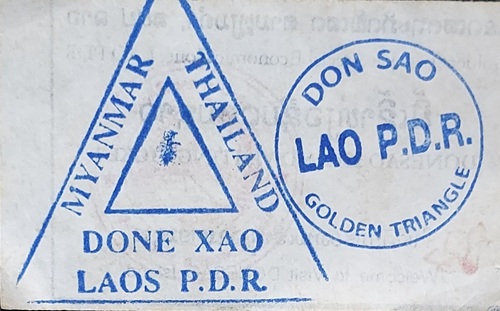 MYANMAR
THAILAND
DONE XAO
LAOS P.D.R.
DON SAO
LAO P.D.R.
GOLDEN TRIANGLE